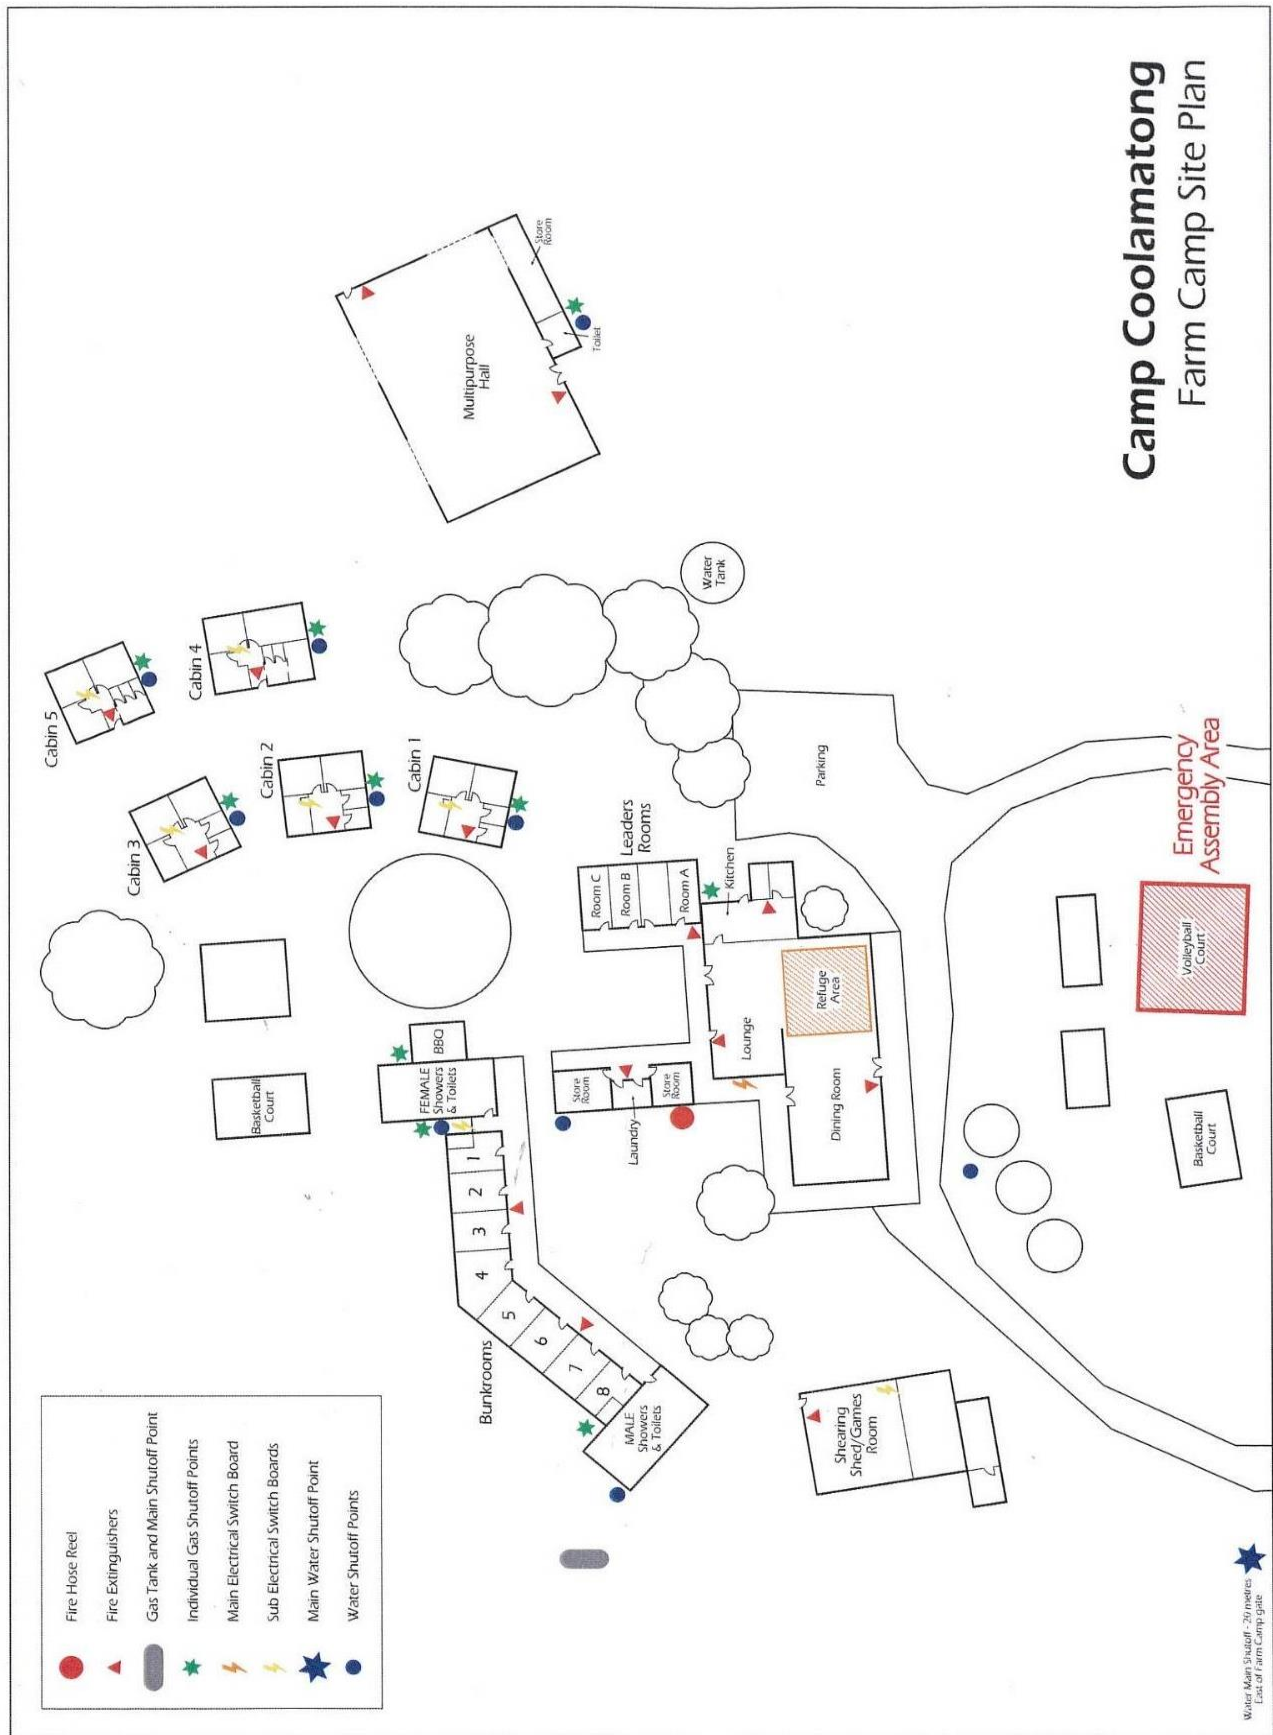 Camp Coolamatong
Farm Camp Site Plan
Fire Hose Reel
Fire Extinguishers
Gas Tank and Main Shutoff Point
Individual Gas Shutoff Points
Main Electrical Switch Board
Sub Electrical Switch Boards
Main Water Shutoff Point
Water Shutoff Points
Cabin 5
Cabin 4
Cabin 3
Cabin 2
Cabin 1
Multipurpose
Hall
Store
Room
Toilet
Water
Tank
Basketball
Court
BBQ
FEMALE
Showers
& Toilets
1
2
3
4
5
6
7
8
Bunkrooms
MALE
Showers
& Toilets
Store
Room
Laundry
Store
Room
Leaders
Rooms
Room C
Room B
Room A
Kitchen
Lounge
Refuge
Area
Dining Room
Parking
Shearing
Shed/Games
Room
Emergency
Assembly Area
Volleyball
Court
Basketball
Court
Water Main Shutoff - 20 metres
East of Farm Camp gate